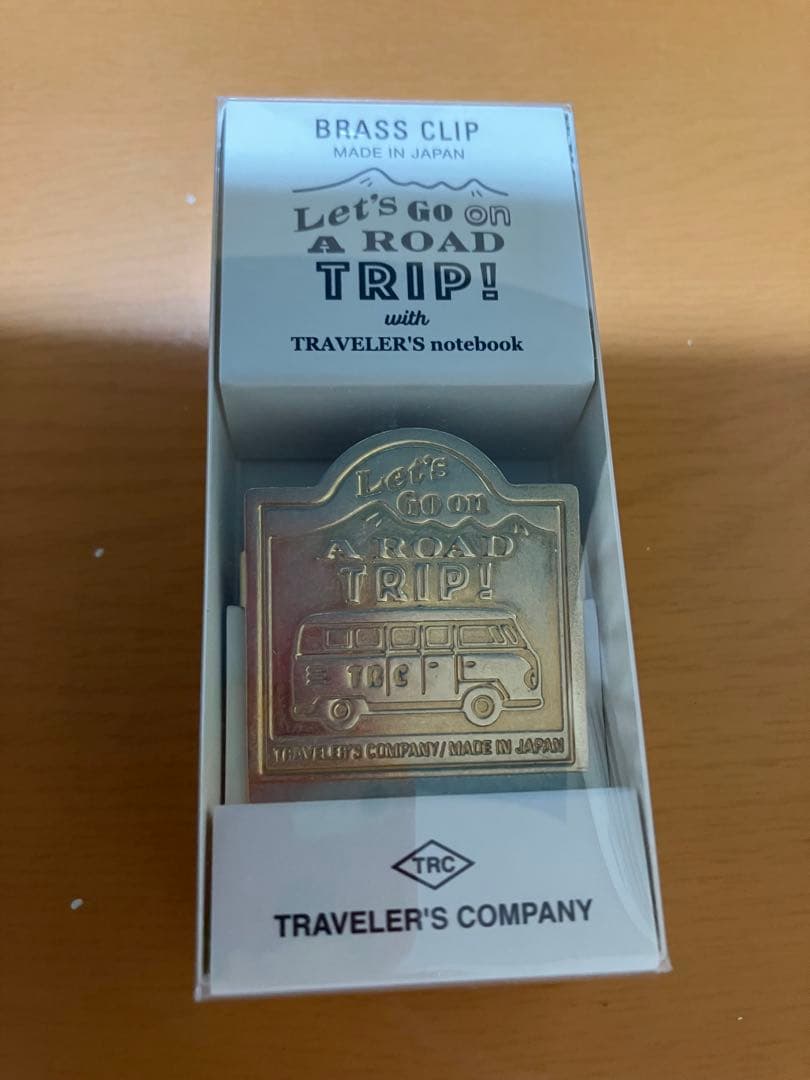 BRASS CLIP
MADE IN JAPAN
Let's GO on
A ROAD
TRIP!
with
TRAVELER'S notebook
Let's
GO on
A ROAD
TRIP!
TRC
TRAVELER'S COMPANY/ MADE IN JAPAN
TRC
TRAVELER'S COMPANY